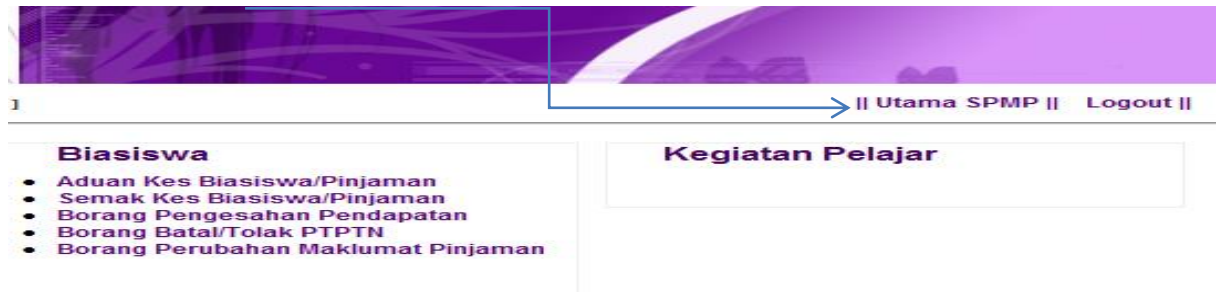 ]
|| Utama SPMP || Logout ||
Biasiswa
Aduan Kes Biasiswa/Pinjaman
Semak Kes Biasiswa/Pinjaman
Borang Pengesahan Pendapatan
Borang Batal/Tolak PTPTN
Borang Perubahan Maklumat Pinjaman
Kegiatan Pelajar